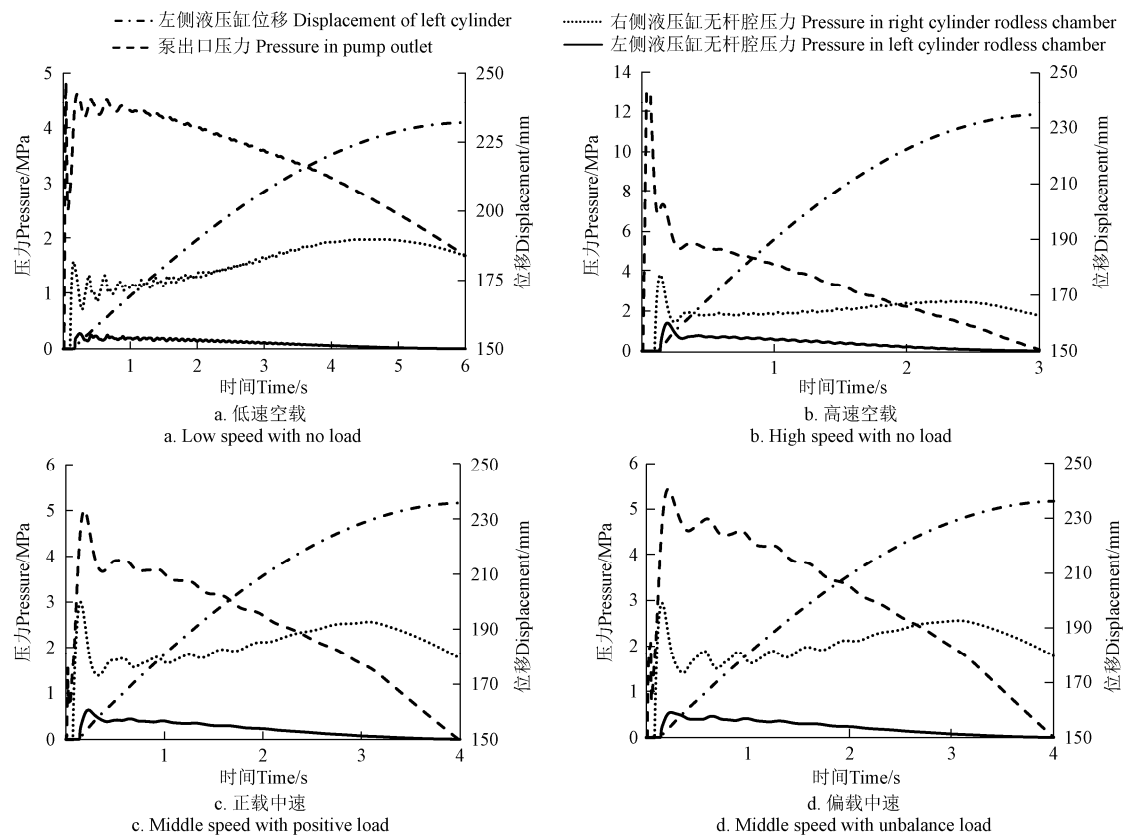 左侧液压缸位移 Displacement of left cylinder
泵出口压力 Pressure in pump outlet
右侧液压缸无杆腔压力 Pressure in right cylinder rodless chamber
左侧液压缸无杆腔压力 Pressure in left cylinder rodless chamber
压力Pressure/MPa
5
4
3
2
1
0
250
225
200
175
150
位移Displacement/mm
1 2 3 4 5 6
时间Time/s
a. 低速空载
a. Low speed with no load
压力Pressure/MPa
14
12
10
8
6
4
2
0
250
230
210
190
170
150
位移Displacement/mm
1 2 3
时间Time/s
b. 高速空载
b. High speed with no load
压力Pressure/MPa
6
5
4
3
2
1
0
250
230
210
190
170
150
位移Displacement/mm
1 2 3 4
时间Time/s
c. 正载中速
c. Middle speed with positive load
压力Pressure/MPa
6
5
4
3
2
1
0
250
230
210
190
170
150
位移Displacement/mm
1 2 3 4
时间Time/s
d. 偏载中速
d. Middle speed with unbalance load